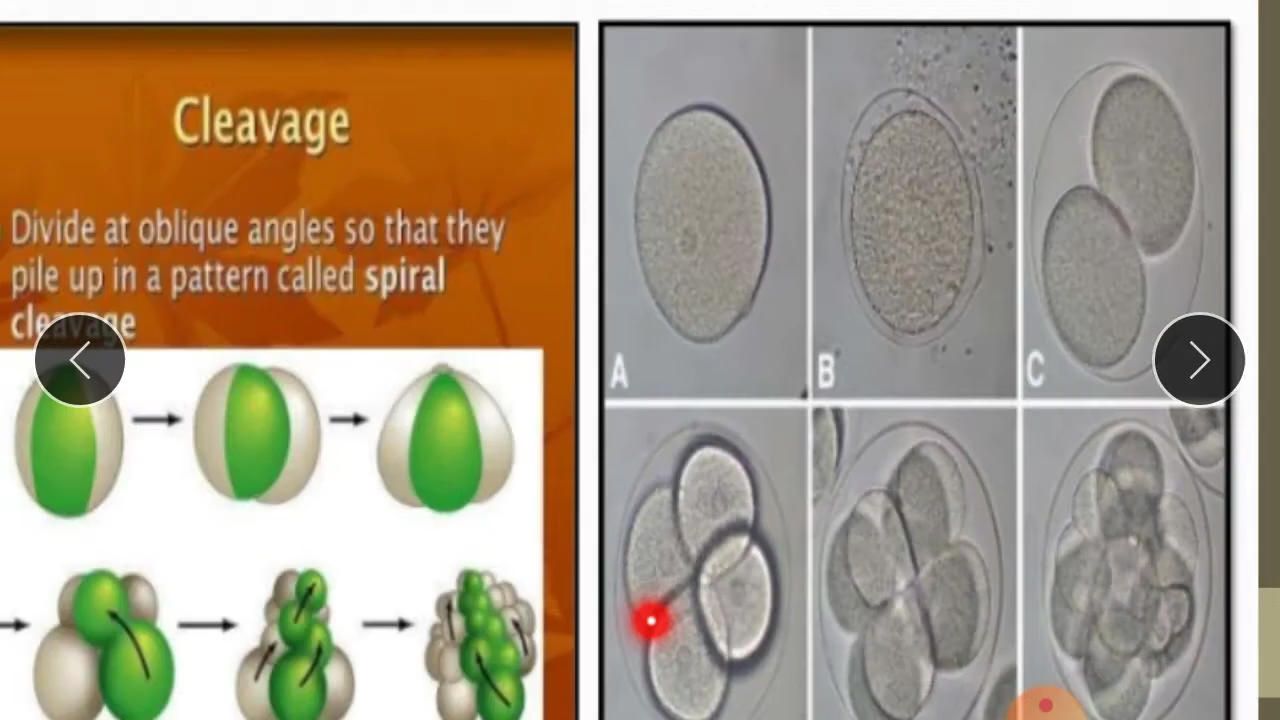 Cleavage
Divide at oblique angles so that they
pile up in a pattern called spiral
cleavage
A
B
C